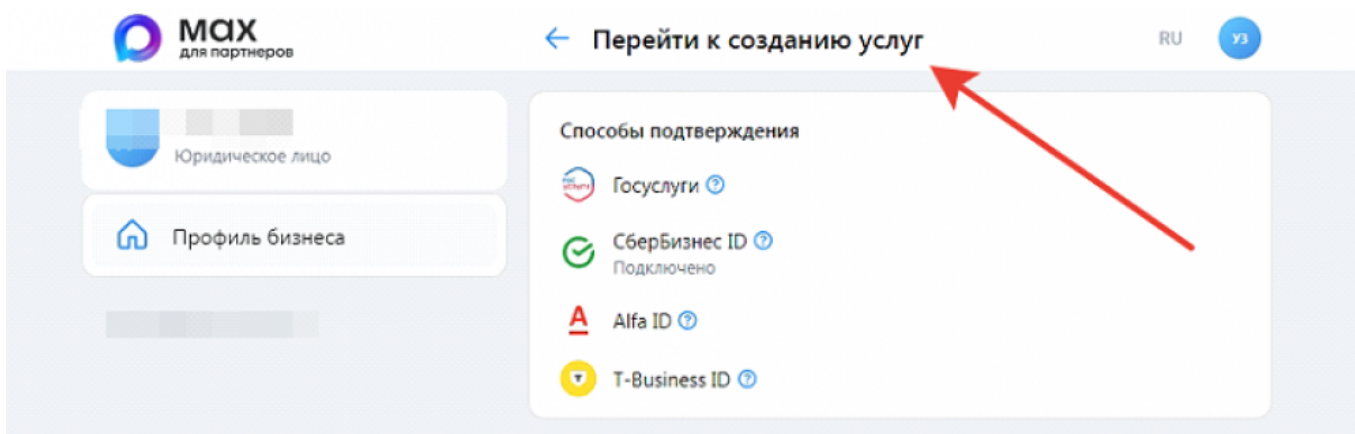 мах
для партнеров
← Перейти к созданию услуг
RU
УЗ
Юридическое лицо
Профиль бизнеса
Способы подтверждения
Госуслуги ?
СберБизнес ID ?
Подключено
Alfa ID ?
T-Business ID ?